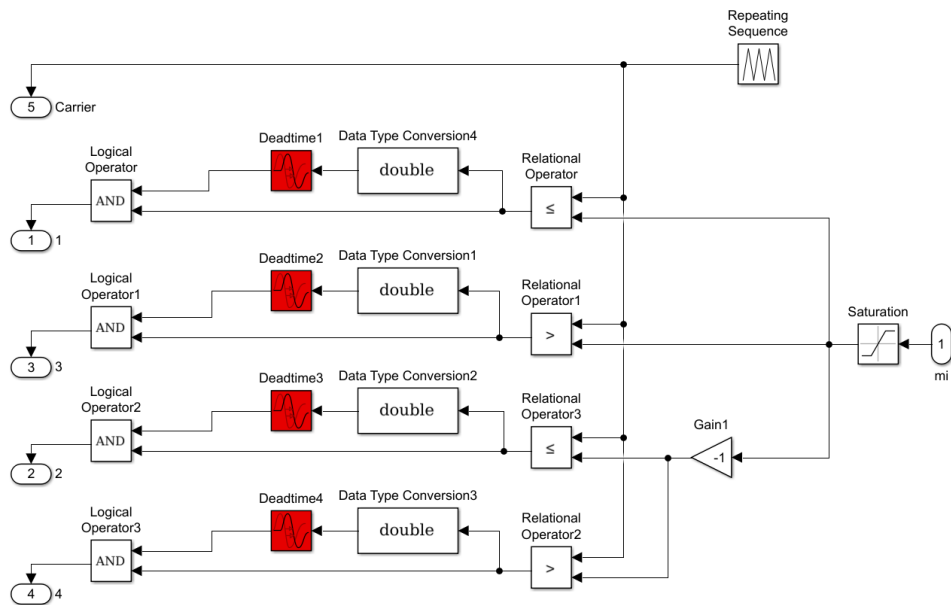 Repeating
Sequence
5
Carrier
Logical
Operator
Deadtime1
Data Type Conversion4
Relational
Operator
AND
double
≤
1
1
Logical
Operator1
Deadtime2
Data Type Conversion1
Relational
Operator1
AND
double
>
3
3
Saturation
1
mi
Logical
Operator2
Deadtime3
Data Type Conversion2
Relational
Operator3
AND
double
≤
2
2
Gain1
-1
Logical
Operator3
Deadtime4
Data Type Conversion3
Relational
Operator2
AND
double
>
4
4